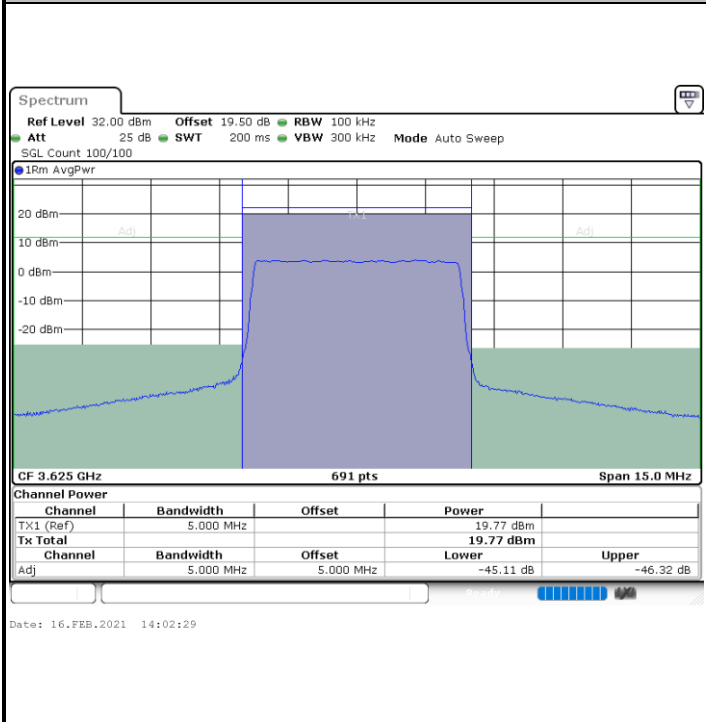 Spectrum
Ref Level 32.00 dBm Offset 19.50 dB RBW 100 kHz
Att 25 dB SWT 200 ms VBW 300 kHz Mode Auto Sweep
SGL Count 100/100
1Rm AvgPwr
20 dBm
TX1
Adj Adj
10 dBm
0 dBm
-10 dBm
-20 dBm
CF 3.625 GHz 691 pts Span 15.0 MHz
Channel Power
Channel Bandwidth Offset Power
TX1 (Ref) 5.000 MHz 19.77 dBm
Tx Total 19.77 dBm
Channel Bandwidth Offset Lower Upper
Adj 5.000 MHz 5.000 MHz -45.11 dB -46.32 dB
Ready
Date: 16.FEB.2021 14:02:29